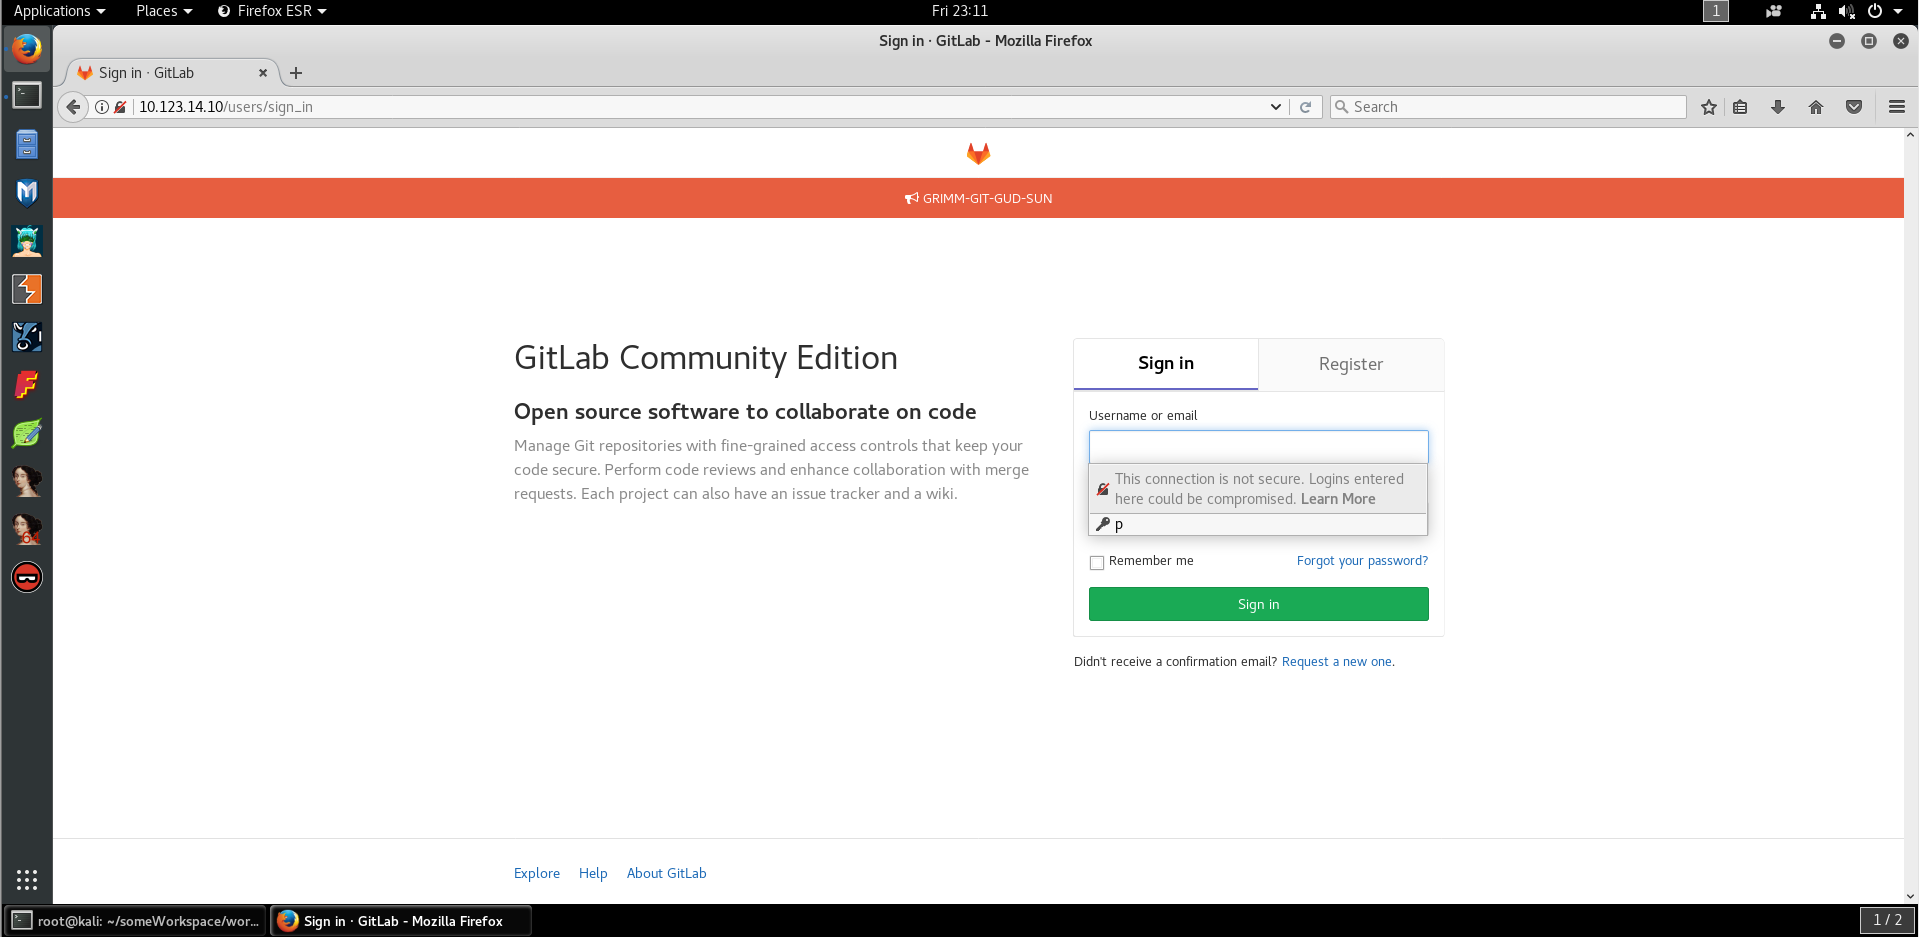 Applications Places Firefox ESR Fri 23:11 1
Sign in · GitLab - Mozilla Firefox
Sign in · GitLab
10.123.14.10/users/sign_in Search
GRIMM-GIT-GUD-SUN
GitLab Community Edition
Open source software to collaborate on code
Manage Git repositories with fine-grained access controls that keep your
code secure. Perform code reviews and enhance collaboration with merge
requests. Each project can also have an issue tracker and a wiki.
Sign in Register
Username or email
This connection is not secure. Logins entered
here could be compromised. Learn More
p
Remember me Forgot your password?
Sign in
Didn't receive a confirmation email? Request a new one.
Explore Help About GitLab
64
root@kali: ~/someWorkspace/wor... Sign in · GitLab - Mozilla Firefox 1 / 2